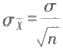 σ_X̄ = σ/√n